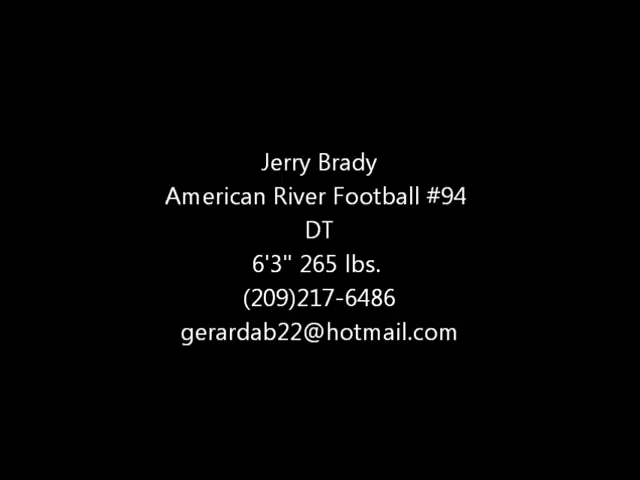 Jerry Brady
American River Football #94
DT
6'3" 265 lbs.
(209)217-6486
gerardab22@hotmail.com